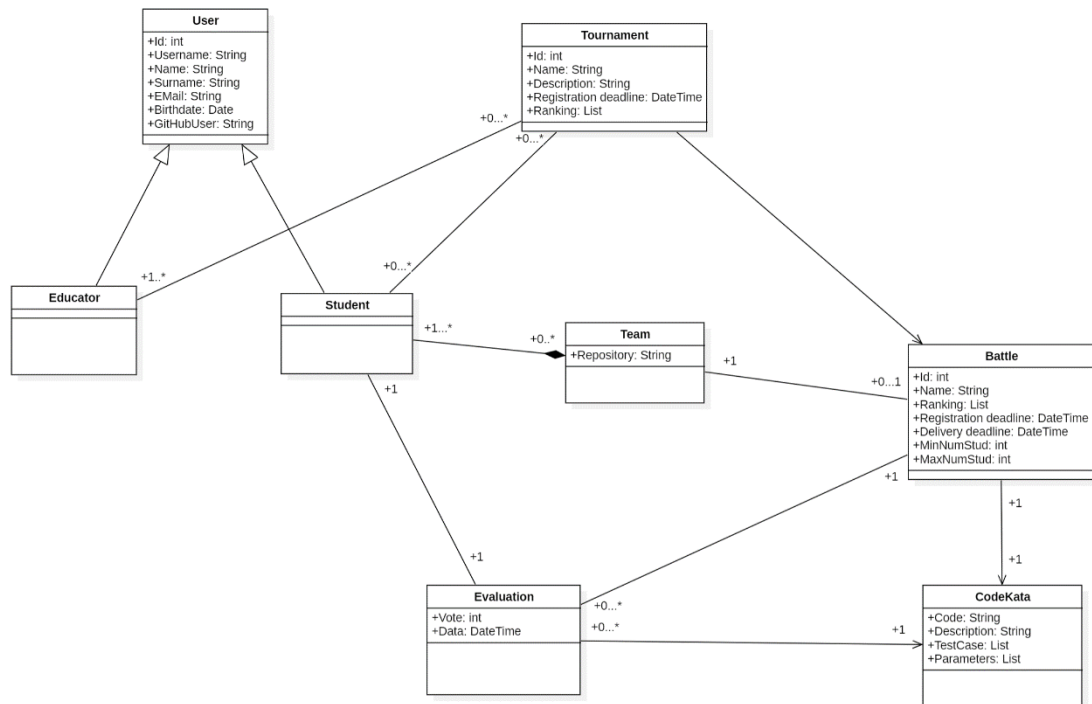 User
+Id: int
+Username: String
+Name: String
+Surname: String
+EMail: String
+Birthdate: Date
+GitHubUser: String
Tournament
+Id: int
+Name: String
+Description: String
+Registration deadline: DateTime
+Ranking: List
+0...*
+0...*
+1..*
+0...*
Educator
Student
+1...*
+0..*
Team
+Repository: String
+1
+0...1
Battle
+Id: int
+Name: String
+Ranking: List
+Registration deadline: DateTime
+Delivery deadline: DateTime
+MinNumStud: int
+MaxNumStud: int
+1
+1
+1
+1
+1
Evaluation
+Vote: int
+Data: DateTime
+0...*
+0...*
+1
CodeKata
+Code: String
+Description: String
+TestCase: List
+Parameters: List